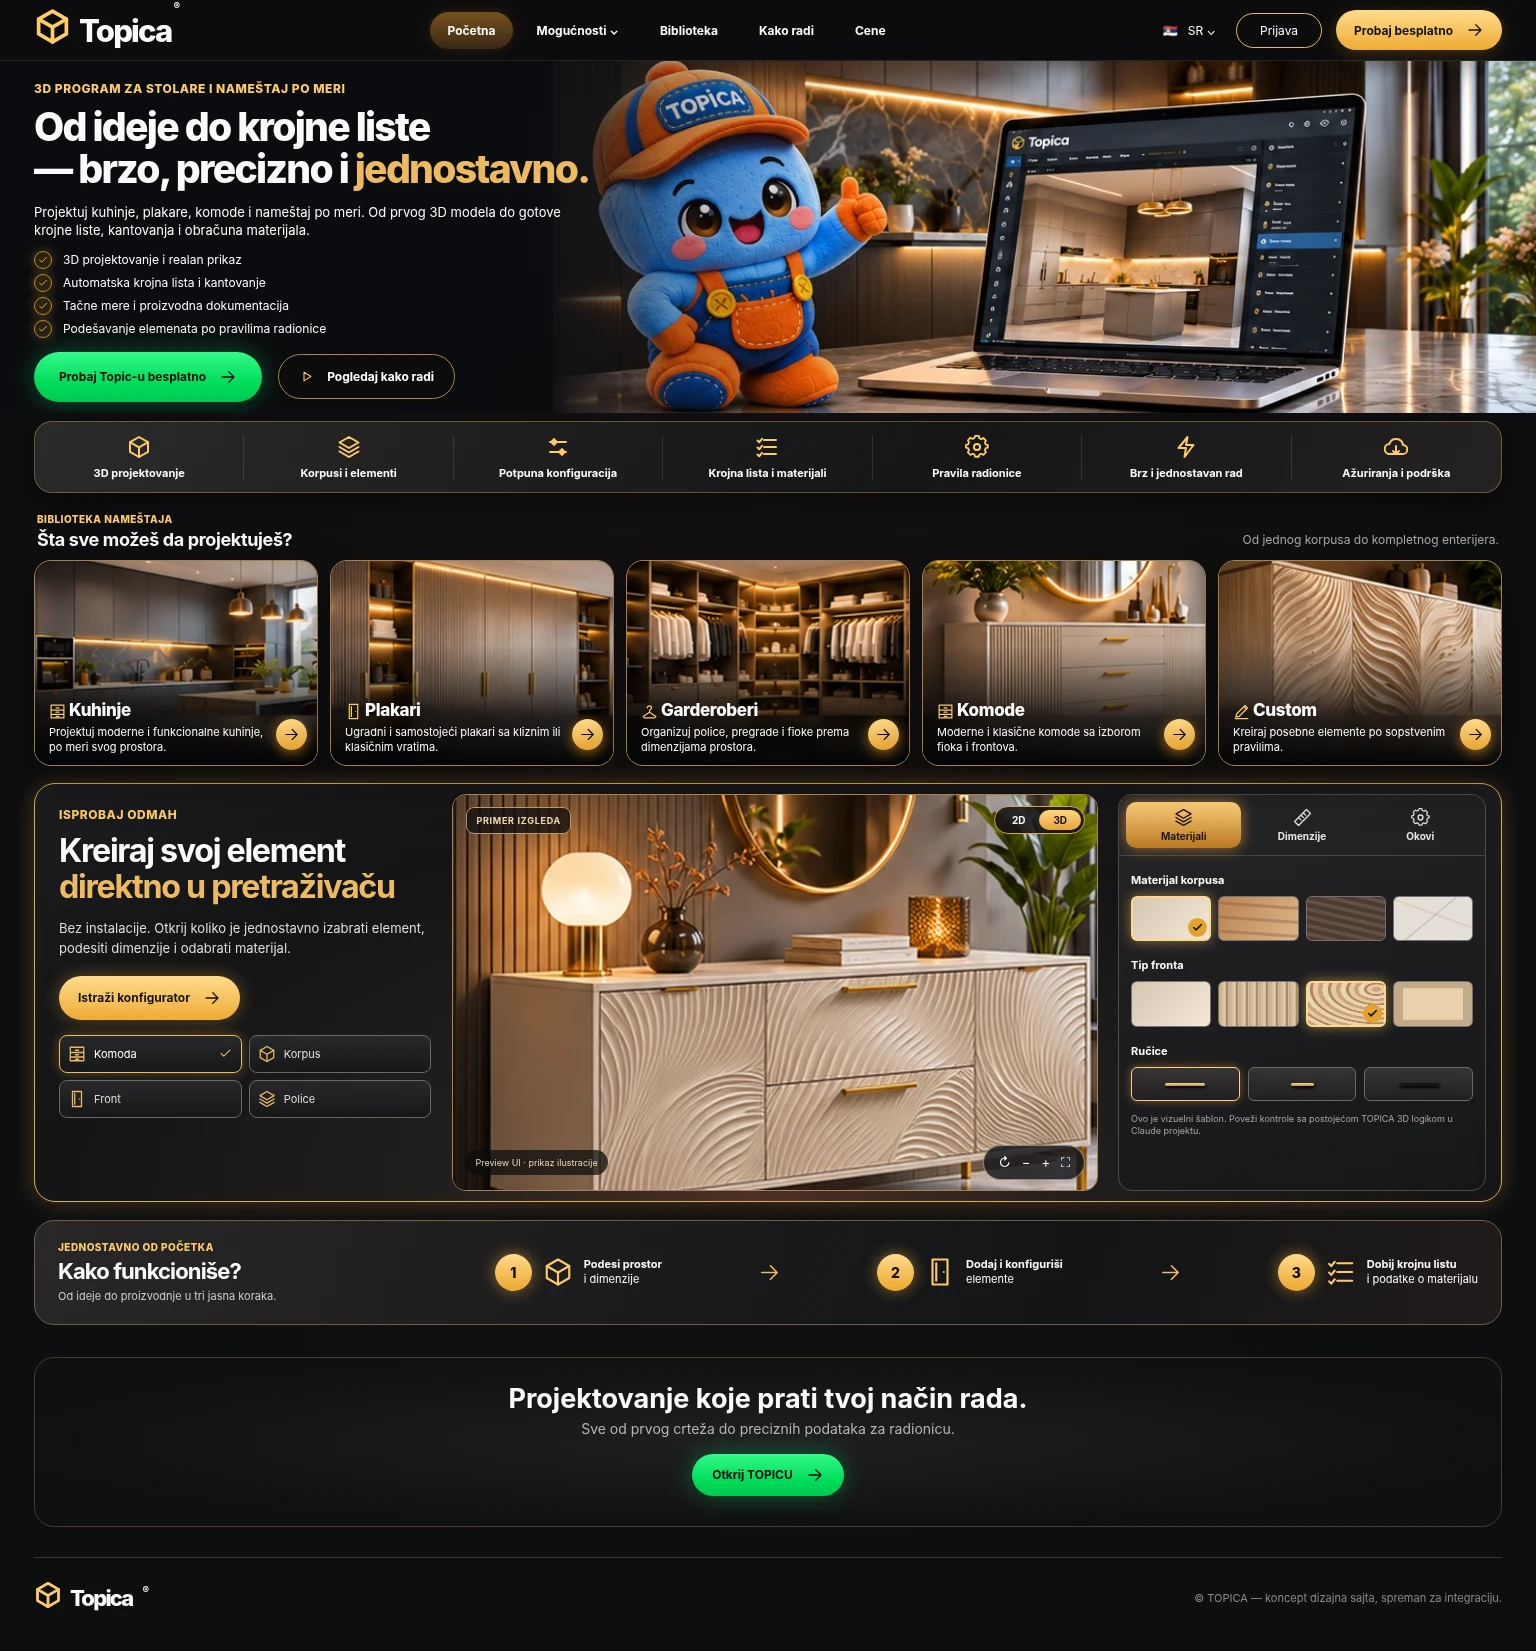 Topica ®
Početna
Mogućnosti
Biblioteka
Kako radi
Cene
SR
Prijava
Probaj besplatno
3D PROGRAM ZA STOLARE I NAMEŠTAJ PO MERI
Od ideje do krojne liste
— brzo, precizno i jednostavno.
Projektuj kuhinje, plakare, komode i nameštaj po meri. Od prvog 3D modela do gotove
krojne liste, kantovanja i obračuna materijala.
3D projektovanje i realan prikaz
Automatska krojna lista i kantovanje
Tačne mere i proizvodna dokumentacija
Podešavanje elemenata po pravilima radionice
Probaj Topic-u besplatno
Pogledaj kako radi
TOPICA
Topica
3D projektovanje
Korpusi i elementi
Potpuna konfiguracija
Krojna lista i materijali
Pravila radionice
Brz i jednostavan rad
Ažuriranja i podrška
BIBLIOTEKA NAMEŠTAJA
Šta sve možeš da projektuješ?
Od jednog korpusa do kompletnog enterijera.
Kuhinje
Projektuj moderne i funkcionalne kuhinje,
po meri svog prostora.
Plakari
Ugradni i samostojeći plakari sa kliznim ili
klasičnim vratima.
Garderoberi
Organizuj police, pregrade i fioke prema
dimenzijama prostora.
Komode
Moderne i klasične komode sa izborom
fioka i frontova.
Custom
Kreiraj posebne elemente po sopstvenim
pravilima.
ISPROBAJ ODMAH
Kreiraj svoj element
direktno u pretraživaču
Bez instalacije. Otkrij koliko je jednostavno izabrati element,
podesiti dimenzije i odabrati materijal.
Istraži konfigurator
Komoda
Korpus
Front
Police
PRIMER IZGLEDA
2D
3D
Preview UI · prikaz ilustracije
− +
Materijali
Dimenzije
Okovi
Materijal korpusa
Tip fronta
Ručice
Ovo je vizuelni šablon. Poveži kontrole sa postojećom TOPICA 3D logikom u
Claude projektu.
JEDNOSTAVNO OD POČETKA
Kako funkcioniše?
Od ideje do proizvodnje u tri jasna koraka.
1
Podesi prostor
i dimenzije
2
Dodaj i konfiguriši
elemente
3
Dobij krojnu listu
i podatke o materijalu
Projektovanje koje prati tvoj način rada.
Sve od prvog crteža do preciznih podataka za radionicu.
Otkrij TOPICU
Topica ®
© TOPICA — koncept dizajna sajta, spreman za integraciju.